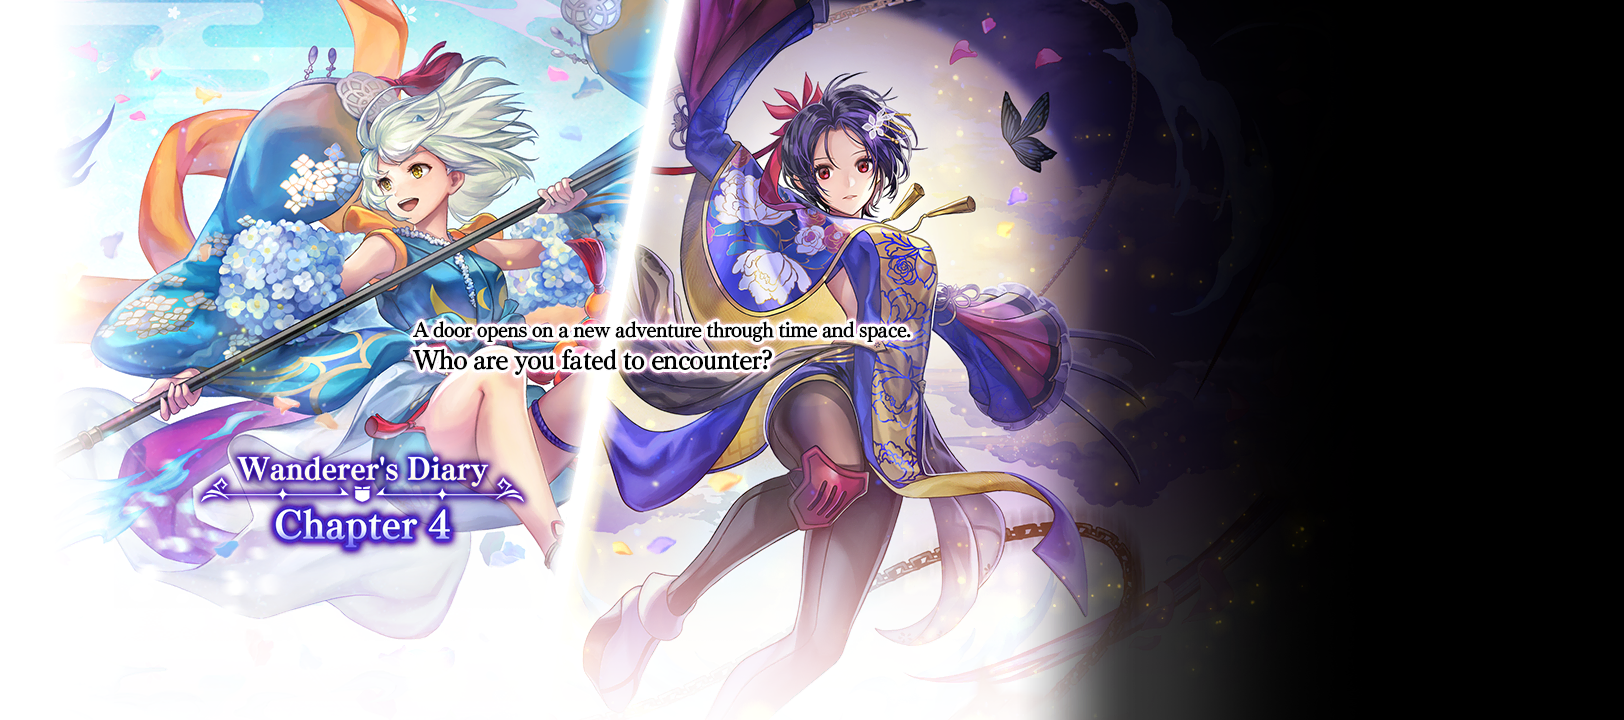 A door opens on a new adventure through time and space.
Who are you fated to encounter?
Wanderer's Diary
Chapter 4